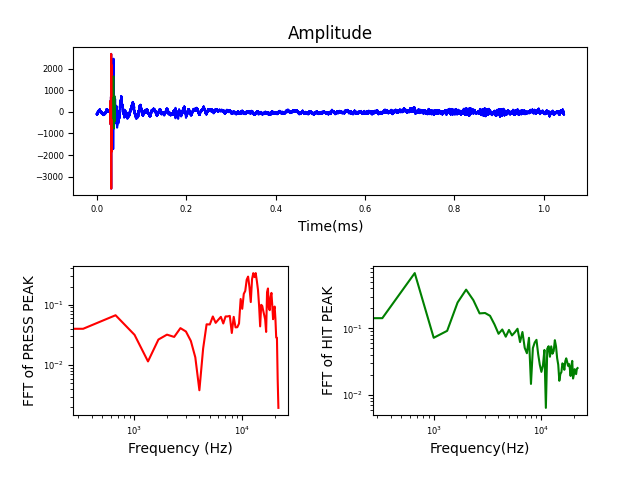 Amplitude
2000
1000
0
−1000
−2000
−3000
0.0 0.2 0.4 0.6 0.8 1.0
Time(ms)
FFT of PRESS PEAK
10⁻¹
10⁻²
10³ 10⁴
Frequency (Hz)
FFT of HIT PEAK
10⁻¹
10⁻²
10³ 10⁴
Frequency(Hz)